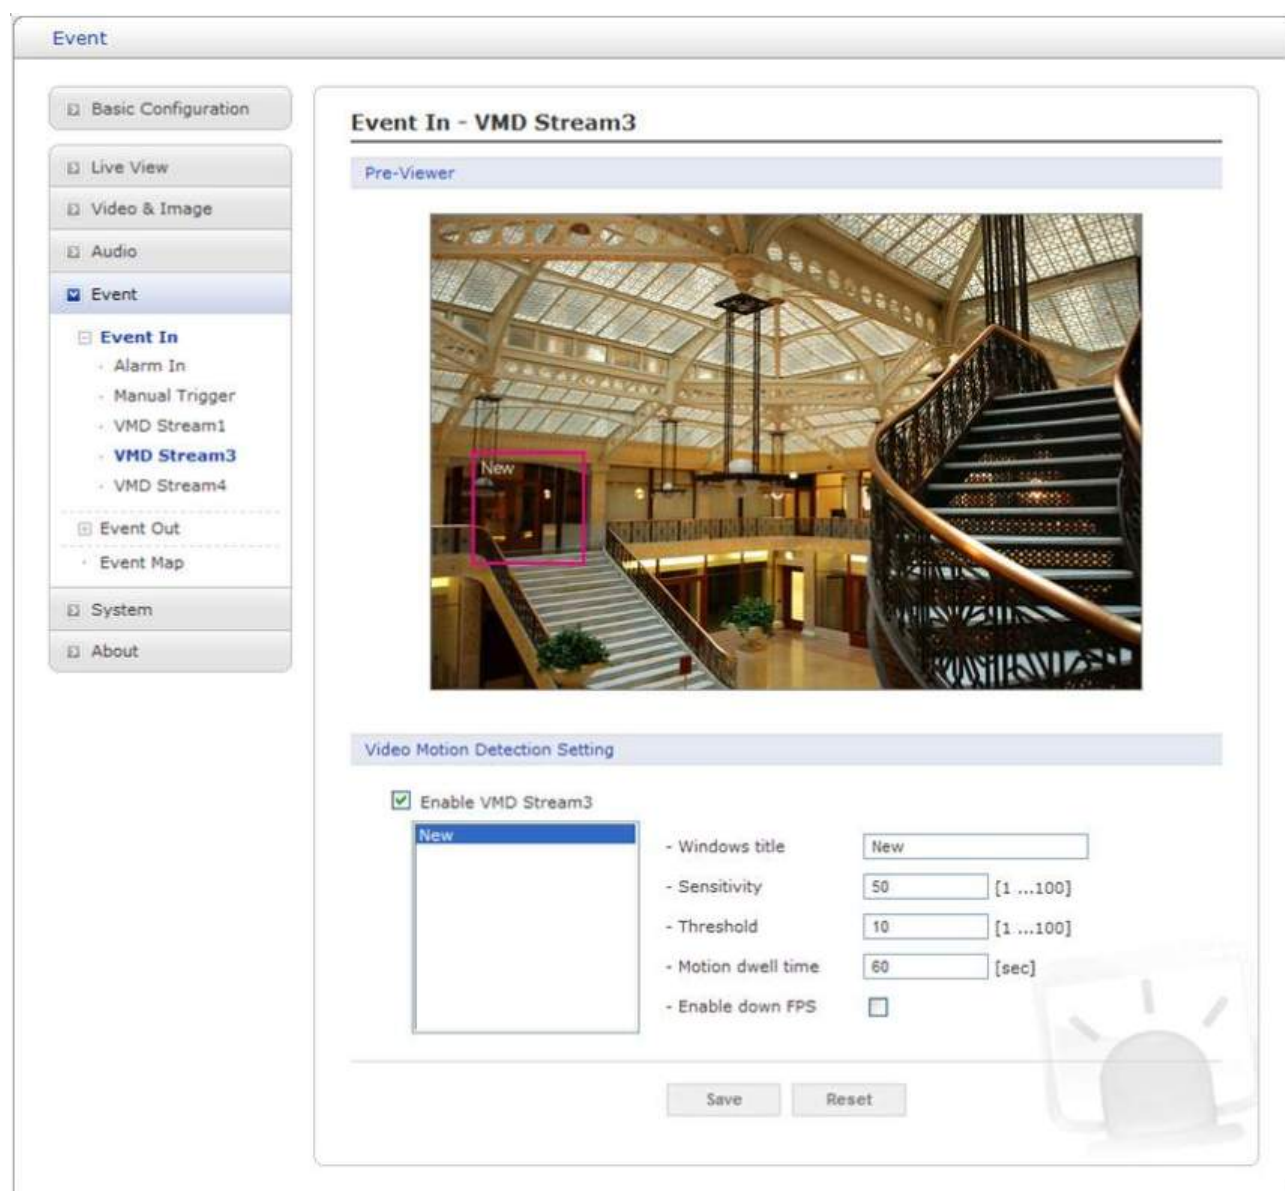 Event
Basic Configuration
Live View
Video & Image
Audio
Event
Event In
Alarm In
Manual Trigger
VMD Stream1
VMD Stream3
VMD Stream4
Event Out
Event Map
System
About
Event In - VMD Stream3
Pre-Viewer
New
Video Motion Detection Setting
Enable VMD Stream3
New
- Windows title New
- Sensitivity 50 [1 ...100]
- Threshold 10 [1 ...100]
- Motion dwell time 60 [sec]
- Enable down FPS
Save Reset